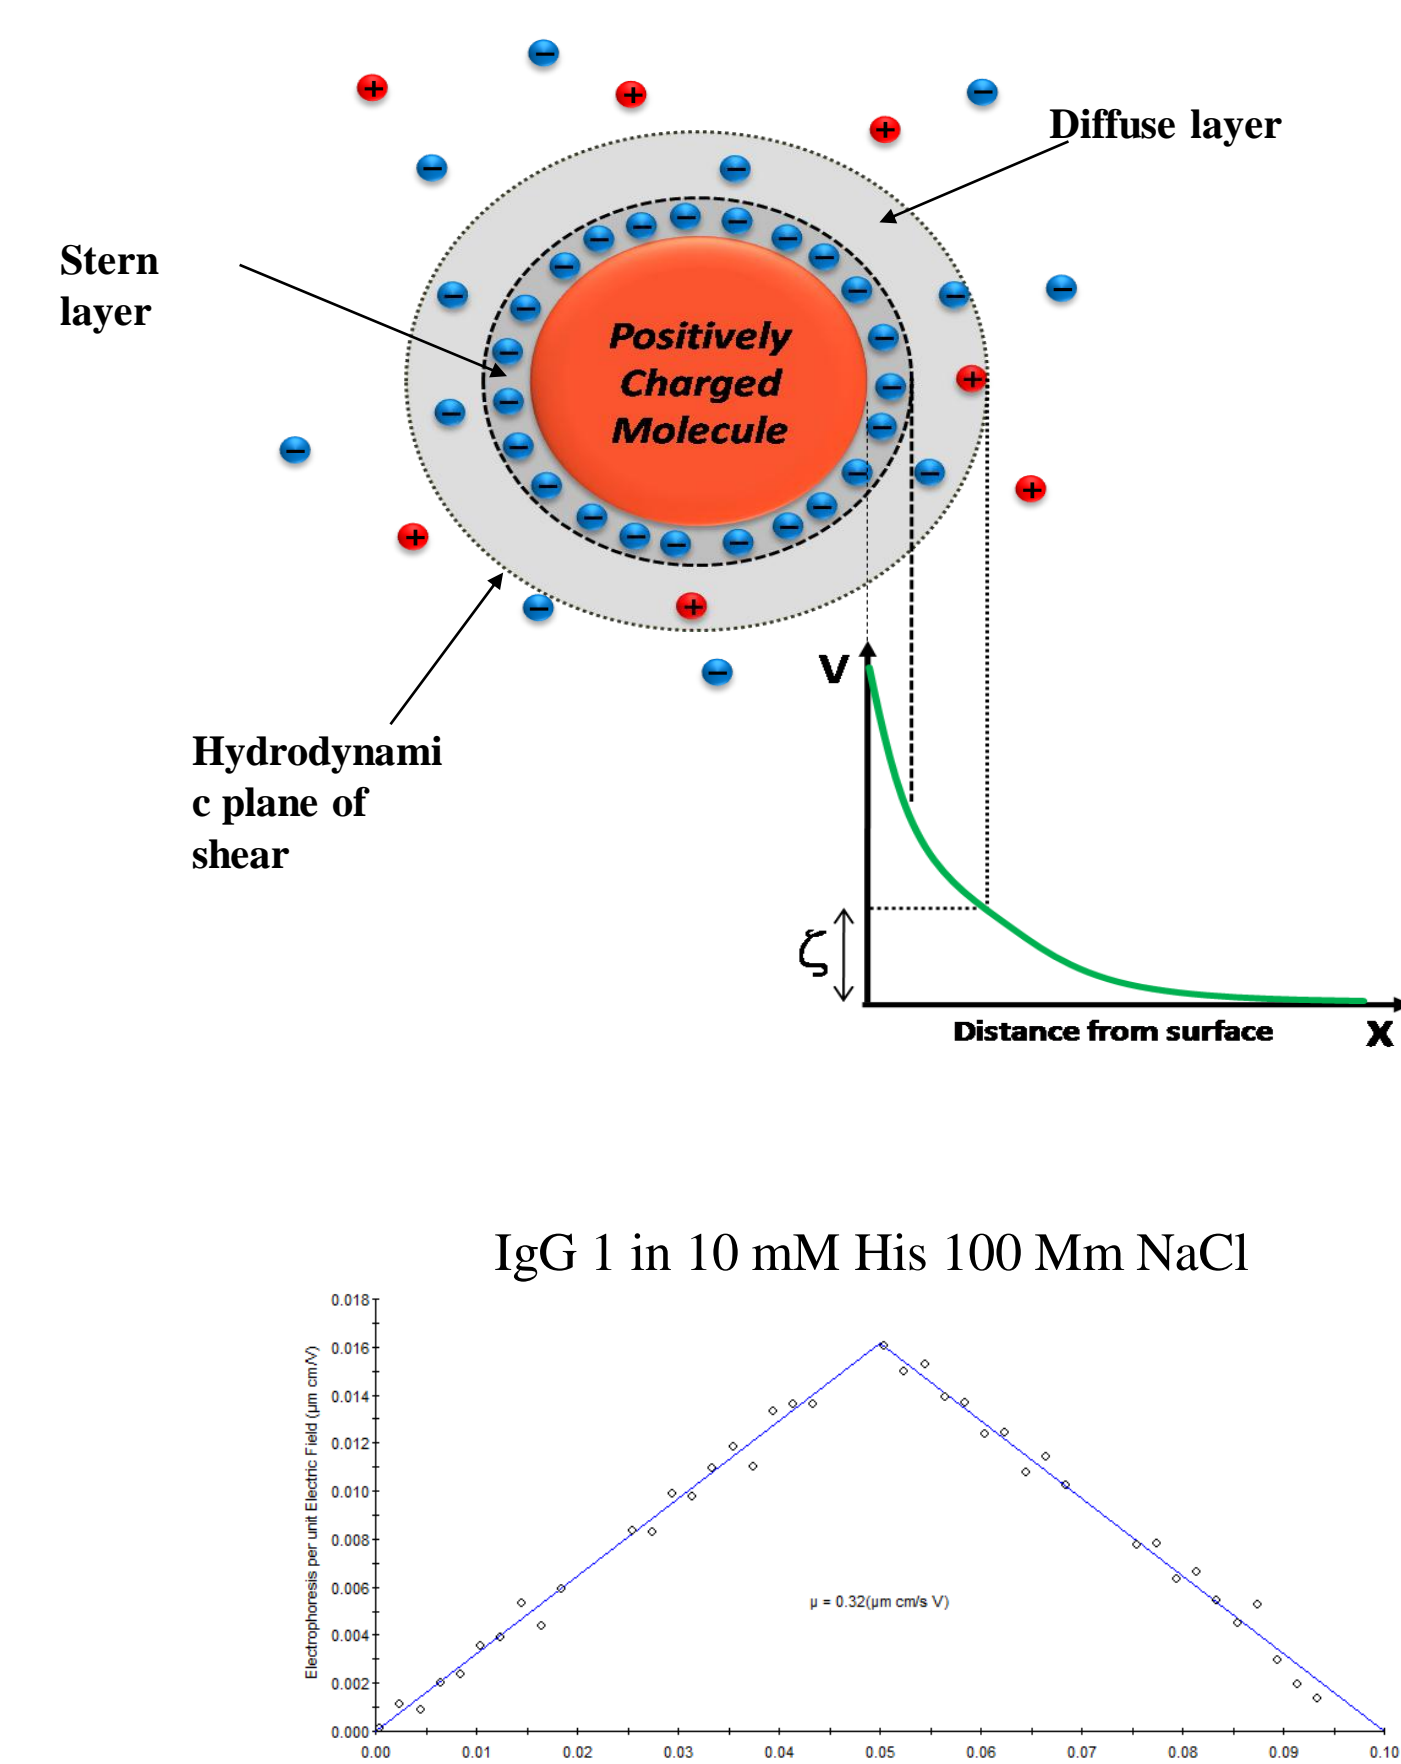 Diffuse layer
Stern
layer
Positively
Charged
Molecule
Hydrodynami
c plane of
shear
V
ζ
Distance from surface
X
IgG 1 in 10 mM His 100 Mm NaCl
Electrophoresis per unit Electric Field (µm cm/V)
0.018
0.016
0.014
0.012
0.010
0.008
0.006
0.004
0.002
0.000
µ = 0.32(µm cm/s V)
0.00 0.01 0.02 0.03 0.04 0.05 0.06 0.07 0.08 0.09 0.10